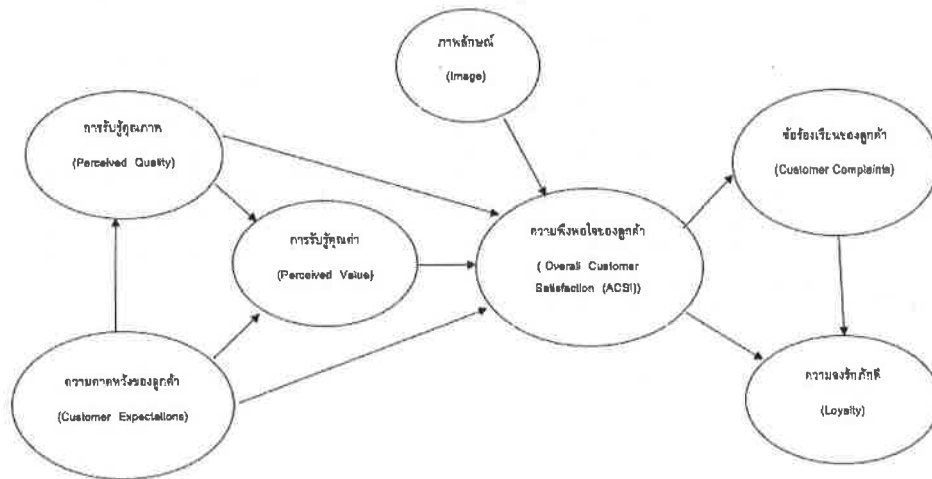 ภาพลักษณ์
(Image)
การรับรู้คุณภาพ
(Perceived Quality)
ข้อร้องเรียนของลูกค้า
(Customer Complaints)
การรับรู้คุณค่า
(Perceived Value)
ความพึงพอใจของลูกค้า
( Overall Customer
Satisfaction (ACSI))
ความคาดหวังของลูกค้า
(Customer Expectations)
ความจงรักภักดี
(Loyalty)